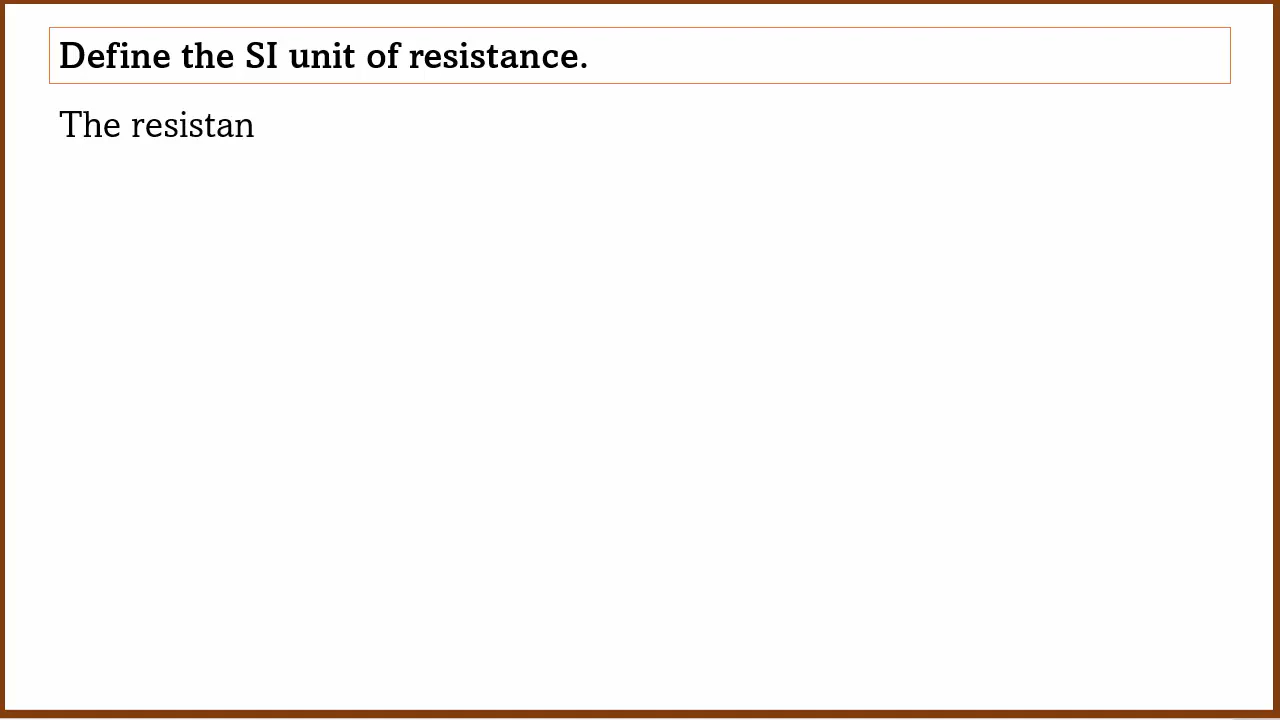 Define the SI unit of resistance.
The resistan